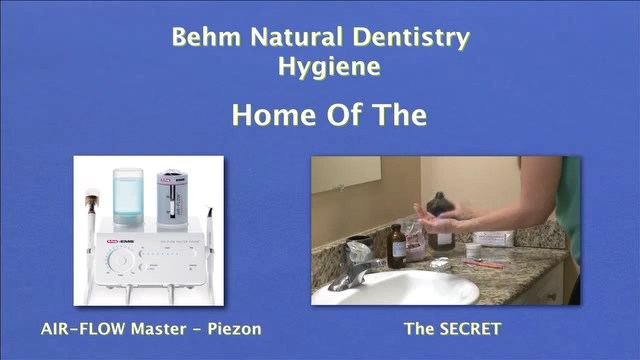 Behm Natural Dentistry
Hygiene
Home Of The
AIR-FLOW Master - Piezon
The SECRET